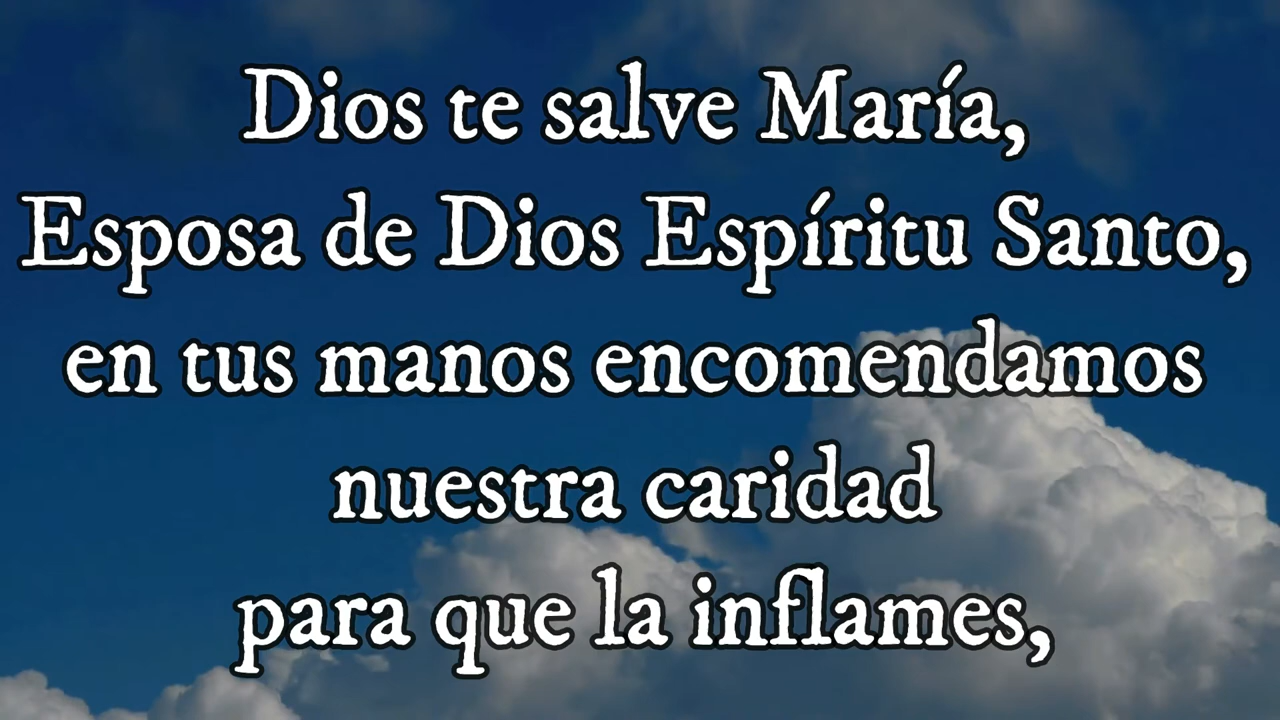 Dios te salve María,
Esposa de Dios Espíritu Santo,
en tus manos encomendamos
nuestra caridad
para que la inflames,